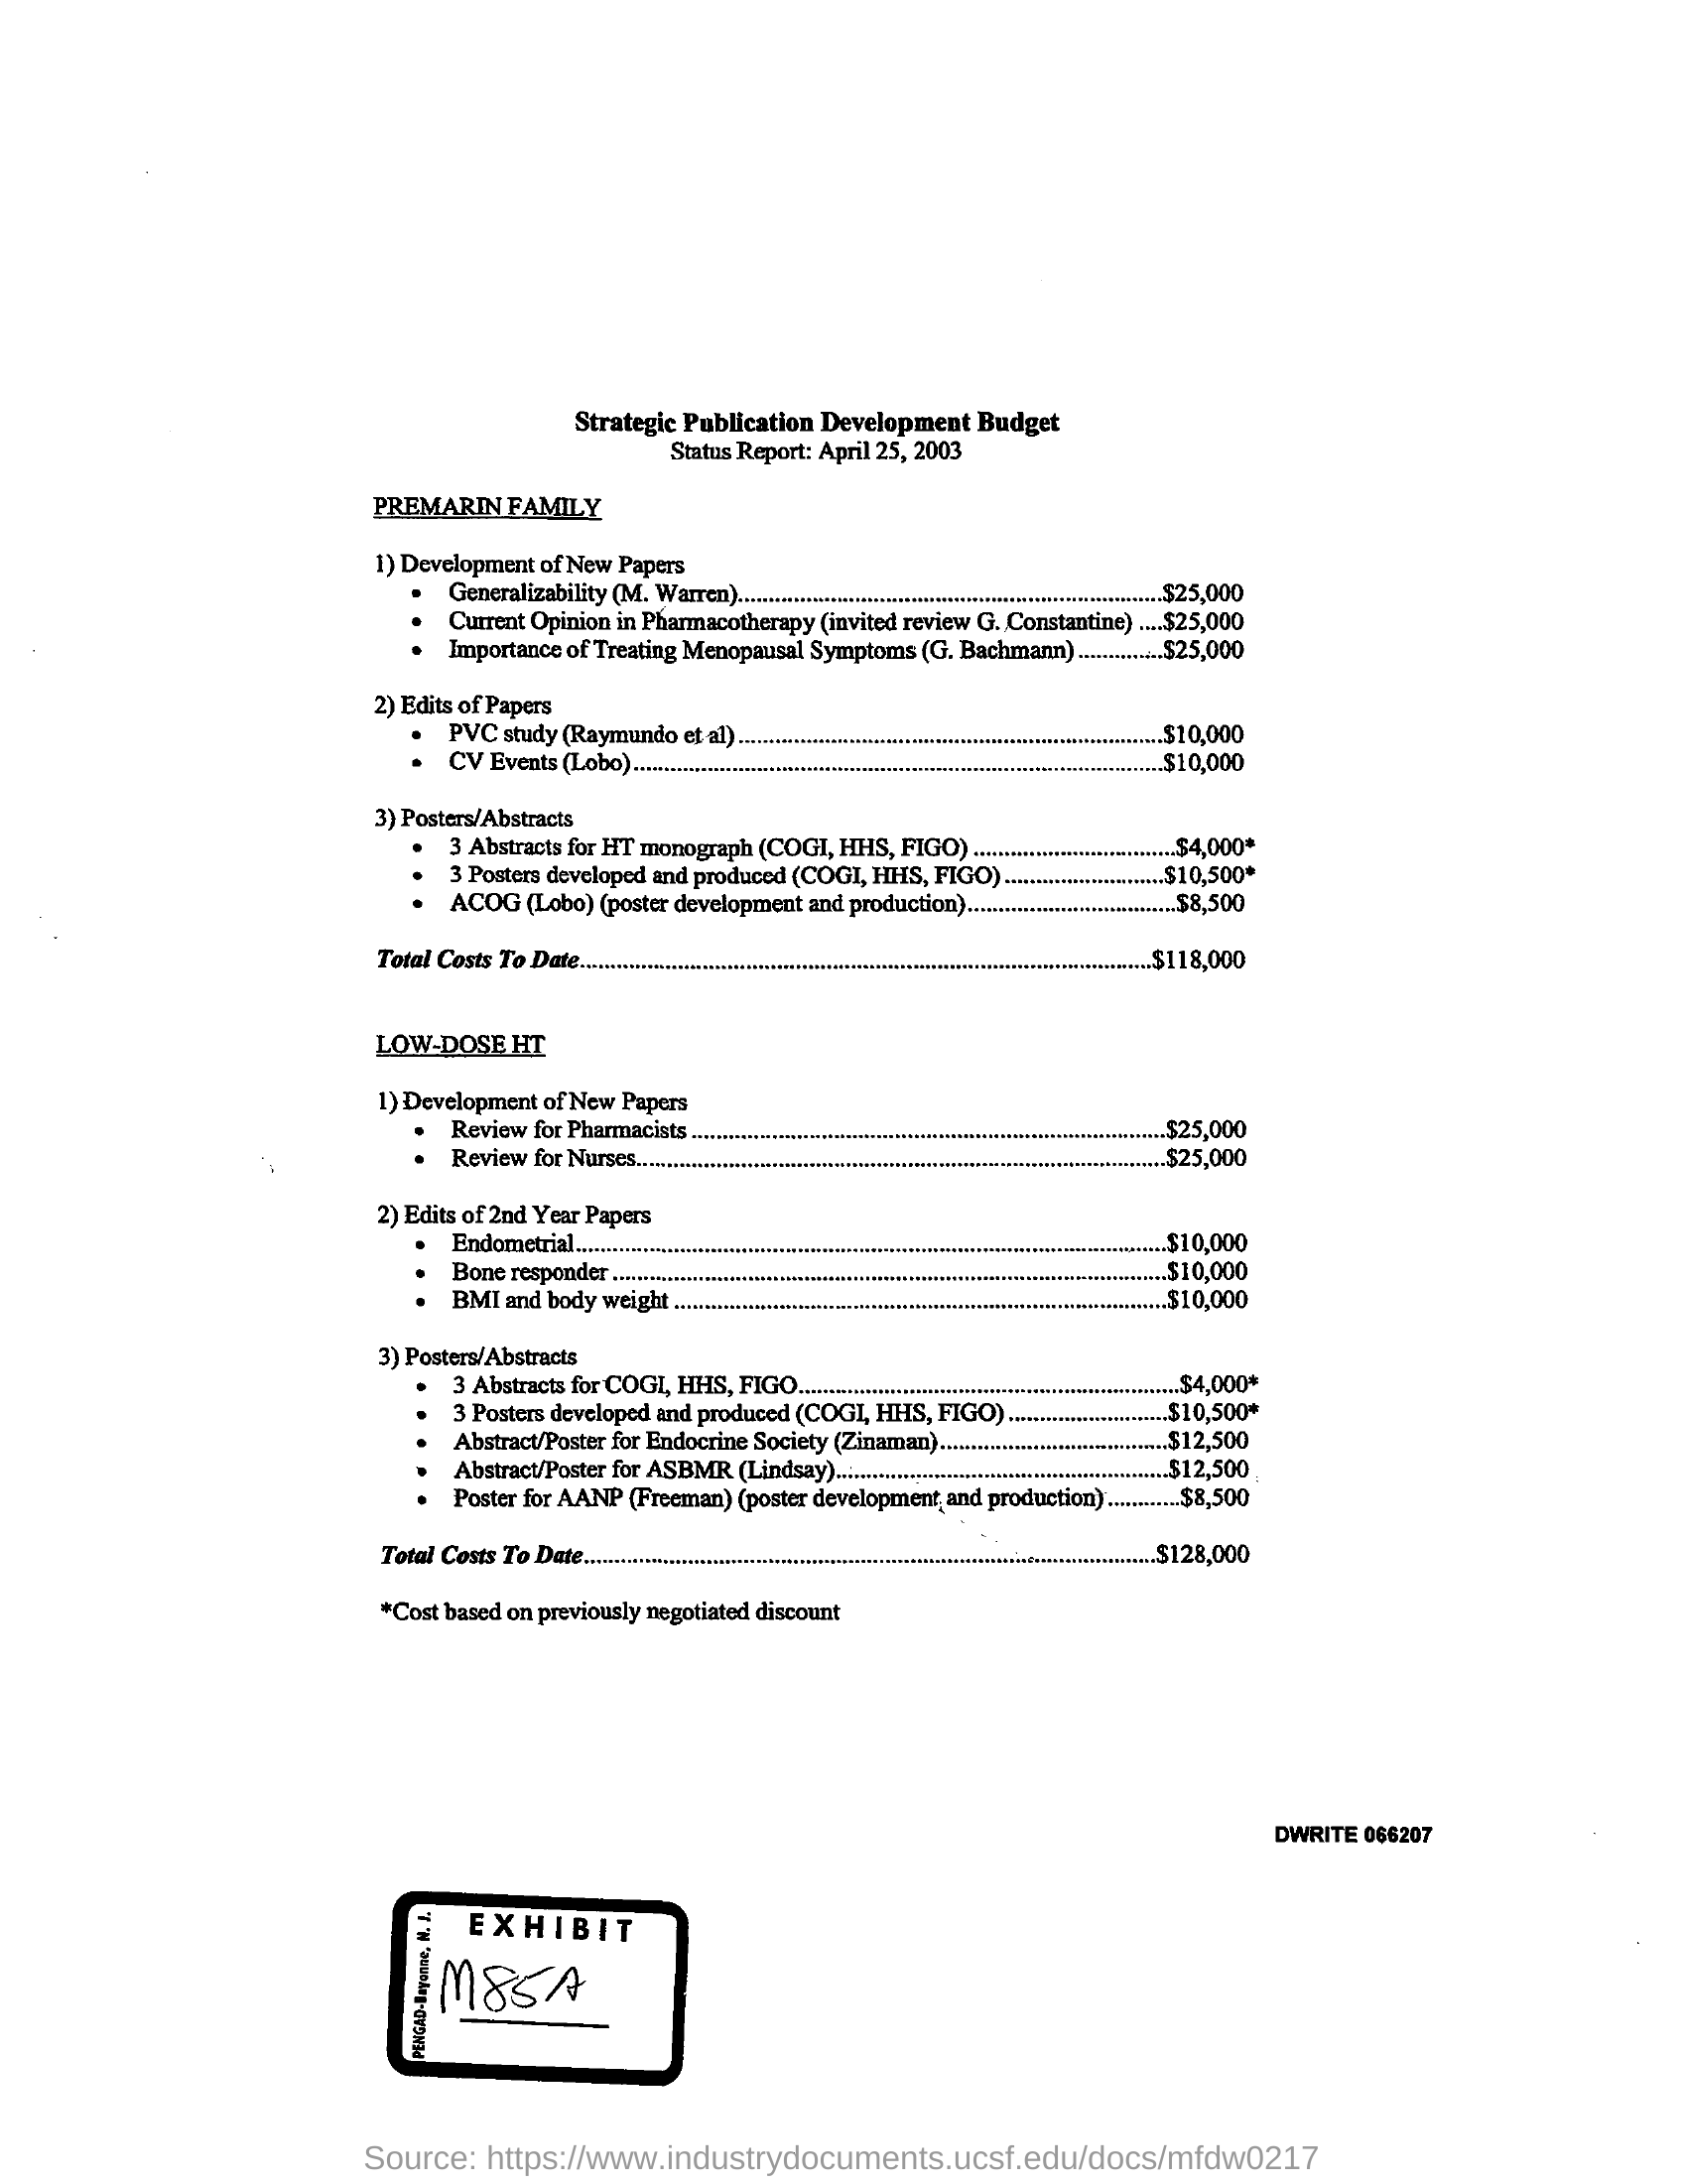 Strategic Publication Development Budget
Status Report: April 25, 2003
PREMARIN FAMILY
1) Development of New Papers
• Generalizability (M. Warren)......................................................................$25,000
• Current Opinion in Pharmacotherapy (invited review G. Constantine) ....$25,000
• Importance of Treating Menopausal Symptoms (G. Bachmann) ..............$25,000
2) Edits of Papers
• PVC study (Raymundo et al) ......................................................................$10,000
• CV Events (Lobo).......................................................................................$10,000
3) Posters/Abstracts
• 3 Abstracts for HT monograph (COGI, HHS, FIGO) .................................$4,000*
• 3 Posters developed and produced (COGI, HHS, FIGO) ..........................$10,500*
• ACOG (Lobo) (poster development and production)..................................$8,500
Total Costs To Date..............................................................................................$118,000
LOW-DOSE HT
1) Development of New Papers
• Review for Pharmacists ..............................................................................$25,000
• Review for Nurses.......................................................................................$25,000
2) Edits of 2nd Year Papers
• Endometrial.................................................................................................$10,000
• Bone responder ...........................................................................................$10,000
• BMI and body weight .................................................................................$10,000
3) Posters/Abstracts
• 3 Abstracts for COGI, HHS, FIGO...............................................................$4,000*
• 3 Posters developed and produced (COGI, HHS, FIGO) ..........................$10,500*
• Abstract/Poster for Endocrine Society (Zinaman)......................................$12,500
• Abstract/Poster for ASBMR (Lindsay).......................................................$12,500
• Poster for AANP (Freeman) (poster development and production) ............$8,500
Total Costs To Date..............................................................................................$128,000
*Cost based on previously negotiated discount
DWRITE 066207
PENGAD-Bayonne, N. J.
EXHIBIT
M85A
Source: https://www.industrydocuments.ucsf.edu/docs/mfdw0217